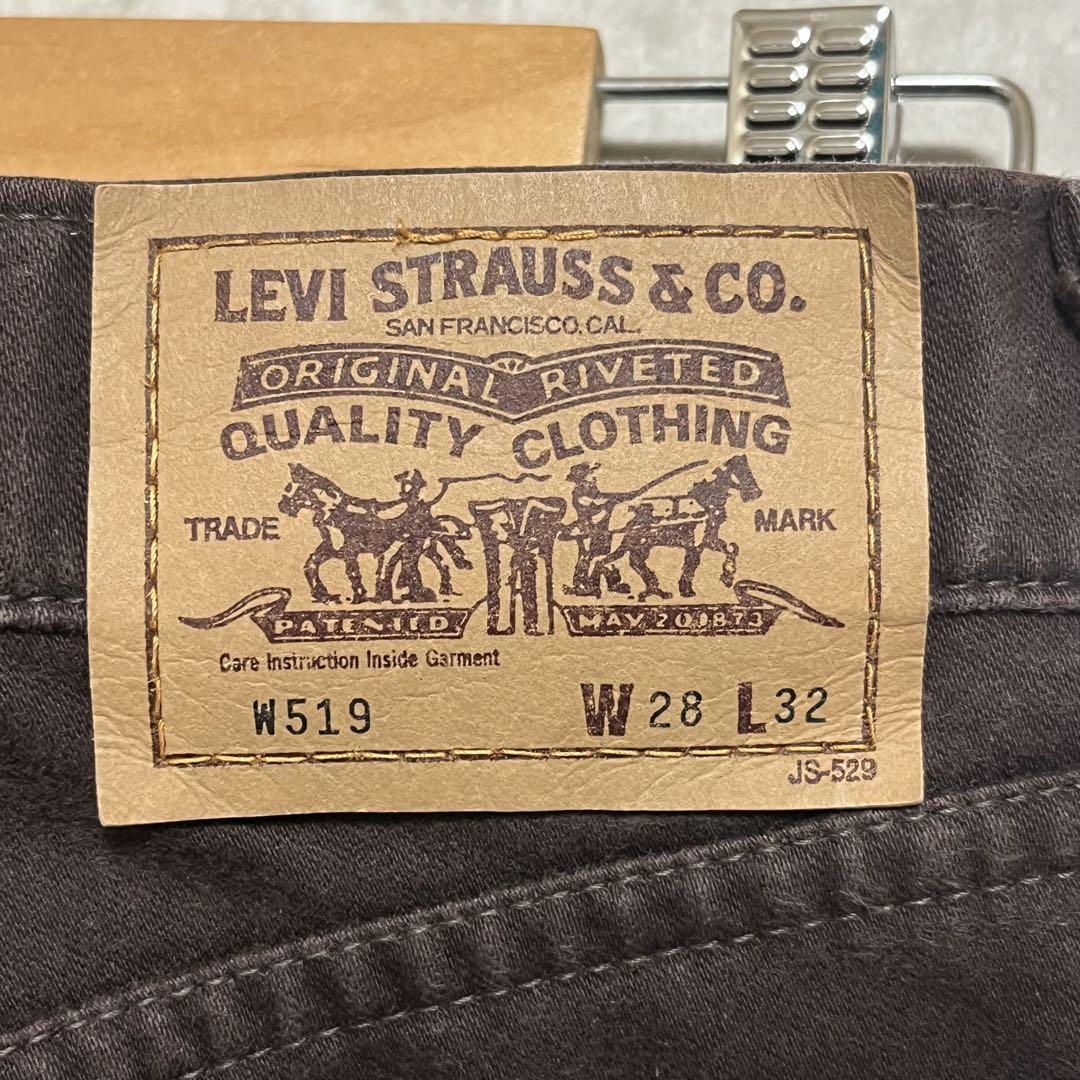 LEVI STRAUSS & CO.
SAN FRANCISCO, CAL.
ORIGINAL RIVETED
QUALITY CLOTHING
TRADE MARK
PATENTED MAY 20 1873
Care Instruction Inside Garment
W519 W 28 L 32
JS-529